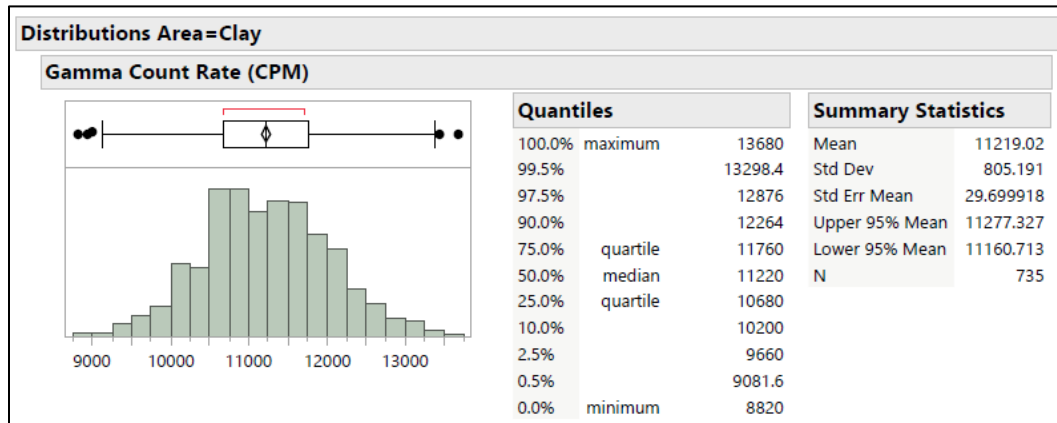 Distributions Area=Clay
Gamma Count Rate (CPM)
9000 10000 11000 12000 13000
Quantiles
100.0% maximum 13680
99.5% 13298.4
97.5% 12876
90.0% 12264
75.0% quartile 11760
50.0% median 11220
25.0% quartile 10680
10.0% 10200
2.5% 9660
0.5% 9081.6
0.0% minimum 8820
Summary Statistics
Mean 11219.02
Std Dev 805.191
Std Err Mean 29.699918
Upper 95% Mean 11277.327
Lower 95% Mean 11160.713
N 735